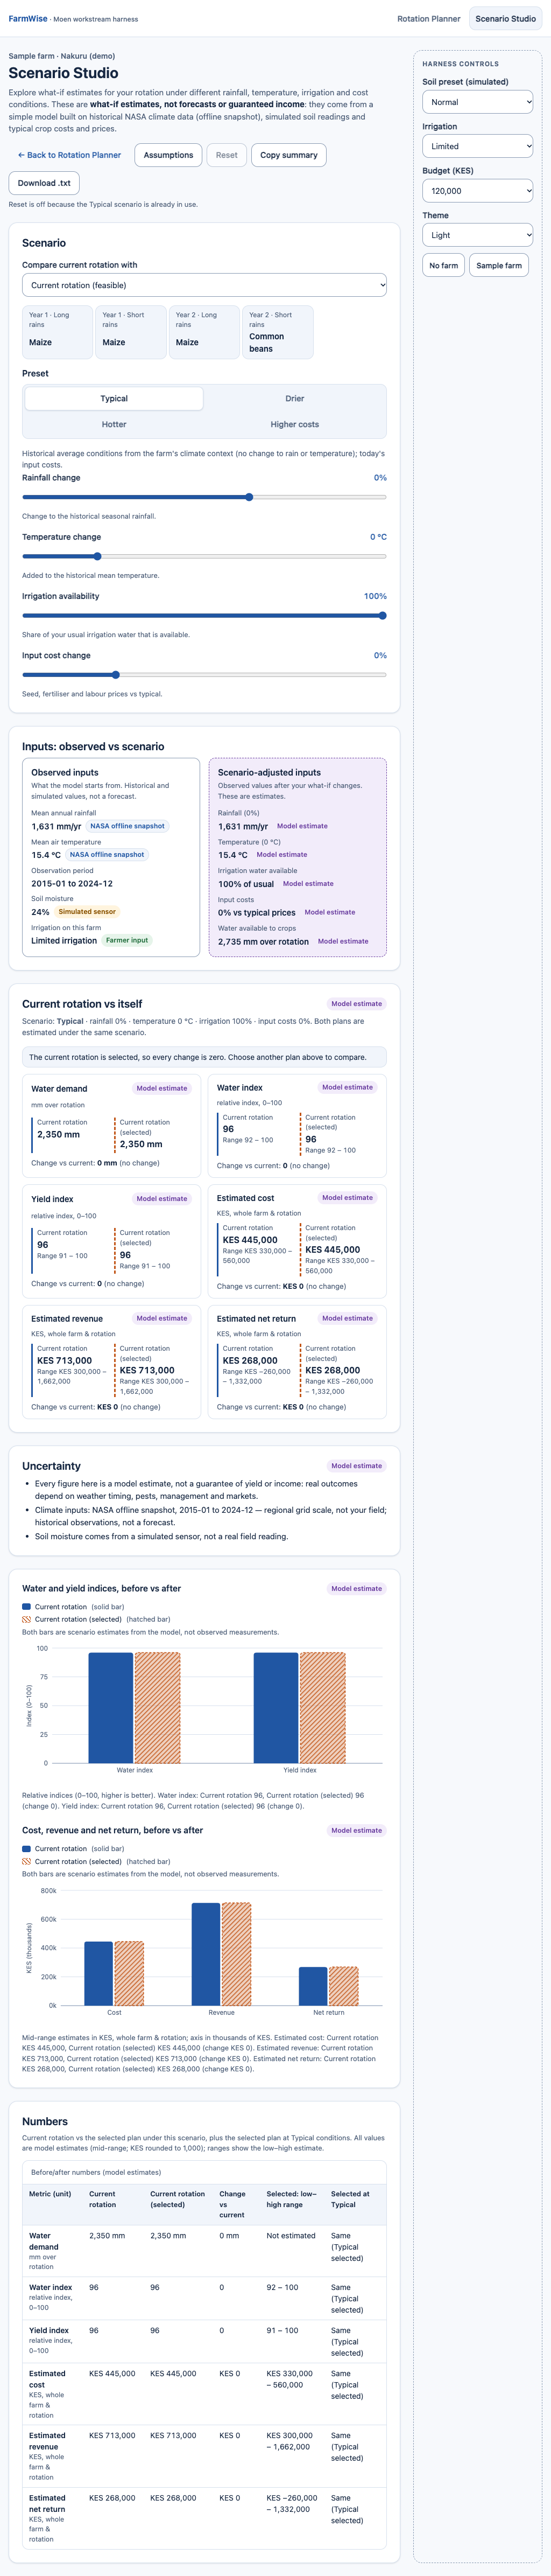 FarmWise · Moen workstream harness
Rotation Planner
Scenario Studio
Sample farm · Nakuru (demo)
Scenario Studio
Explore what-if estimates for your rotation under different rainfall, temperature, irrigation and cost
conditions. These are what-if estimates, not forecasts or guaranteed income: they come from a
simple model built on historical NASA climate data (offline snapshot), simulated soil readings and
typical crop costs and prices.
← Back to Rotation Planner
Assumptions
Reset
Copy summary
Download .txt
Reset is off because the Typical scenario is already in use.
Scenario
Compare current rotation with
Current rotation (feasible)
Year 1 · Long
rains
Maize
Year 1 · Short
rains
Maize
Year 2 · Long
rains
Maize
Year 2 · Short
rains
Common
beans
Preset
Typical
Drier
Hotter
Higher costs
Historical average conditions from the farm's climate context (no change to rain or temperature); today's
input costs.
Rainfall change
0%
Change to the historical seasonal rainfall.
Temperature change
0 °C
Added to the historical mean temperature.
Irrigation availability
100%
Share of your usual irrigation water that is available.
Input cost change
0%
Seed, fertiliser and labour prices vs typical.
Inputs: observed vs scenario
Observed inputs
What the model starts from. Historical and
simulated values, not a forecast.
Mean annual rainfall
1,631 mm/yr NASA offline snapshot
Mean air temperature
15.4 °C NASA offline snapshot
Observation period
2015-01 to 2024-12
Soil moisture
24% Simulated sensor
Irrigation on this farm
Limited irrigation Farmer input
Scenario-adjusted inputs
Observed values after your what-if changes.
These are estimates.
Rainfall (0%)
1,631 mm/yr Model estimate
Temperature (0 °C)
15.4 °C Model estimate
Irrigation water available
100% of usual Model estimate
Input costs
0% vs typical prices Model estimate
Water available to crops
2,735 mm over rotation Model estimate
Current rotation vs itself
Model estimate
Scenario: Typical · rainfall 0% · temperature 0 °C · irrigation 100% · input costs 0%. Both plans are
estimated under the same scenario.
The current rotation is selected, so every change is zero. Choose another plan above to compare.
Water demand
Model estimate
mm over rotation
Current rotation
2,350 mm
Current rotation
(selected)
2,350 mm
Change vs current: 0 mm (no change)
Water index
Model estimate
relative index, 0–100
Current rotation
96
Range 92 – 100
Current rotation
(selected)
96
Range 92 – 100
Change vs current: 0 (no change)
Yield index
Model estimate
relative index, 0–100
Current rotation
96
Range 91 – 100
Current rotation
(selected)
96
Range 91 – 100
Change vs current: 0 (no change)
Estimated cost
Model estimate
KES, whole farm & rotation
Current rotation
KES 445,000
Range KES 330,000 –
560,000
Current rotation
(selected)
KES 445,000
Range KES 330,000 –
560,000
Change vs current: KES 0 (no change)
Estimated revenue
Model estimate
KES, whole farm & rotation
Current rotation
KES 713,000
Range KES 300,000 –
1,662,000
Current rotation
(selected)
KES 713,000
Range KES 300,000 –
1,662,000
Change vs current: KES 0 (no change)
Estimated net return
Model estimate
KES, whole farm & rotation
Current rotation
KES 268,000
Range KES −260,000
– 1,332,000
Current rotation
(selected)
KES 268,000
Range KES −260,000
– 1,332,000
Change vs current: KES 0 (no change)
Uncertainty
Model estimate
• Every figure here is a model estimate, not a guarantee of yield or income: real outcomes
depend on weather timing, pests, management and markets.
• Climate inputs: NASA offline snapshot, 2015-01 to 2024-12 — regional grid scale, not your field;
historical observations, not a forecast.
• Soil moisture comes from a simulated sensor, not a real field reading.
Water and yield indices, before vs after
Model estimate
Current rotation (solid bar)
Current rotation (selected) (hatched bar)
Both bars are scenario estimates from the model, not observed measurements.
Index (0–100)
100
75
50
25
0
Water index
Yield index
Relative indices (0–100, higher is better). Water index: Current rotation 96, Current rotation (selected) 96
(change 0). Yield index: Current rotation 96, Current rotation (selected) 96 (change 0).
Cost, revenue and net return, before vs after
Model estimate
Current rotation (solid bar)
Current rotation (selected) (hatched bar)
Both bars are scenario estimates from the model, not observed measurements.
KES (thousands)
800k
600k
400k
200k
0k
Cost
Revenue
Net return
Mid-range estimates in KES, whole farm & rotation; axis in thousands of KES. Estimated cost: Current rotation
KES 445,000, Current rotation (selected) KES 445,000 (change KES 0). Estimated revenue: Current rotation
KES 713,000, Current rotation (selected) KES 713,000 (change KES 0). Estimated net return: Current rotation
KES 268,000, Current rotation (selected) KES 268,000 (change KES 0).
Numbers
Current rotation vs the selected plan under this scenario, plus the selected plan at Typical conditions. All values
are model estimates (mid-range; KES rounded to 1,000); ranges show the low–high estimate.
Before/after numbers (model estimates)
Metric (unit)
Current
rotation
Current rotation
(selected)
Change
vs
current
Selected: low–
high range
Selected at
Typical
Water
demand
mm over
rotation
2,350 mm
2,350 mm
0 mm
Not estimated
Same
(Typical
selected)
Water index
relative index,
0–100
96
96
0
92 – 100
Same
(Typical
selected)
Yield index
relative index,
0–100
96
96
0
91 – 100
Same
(Typical
selected)
Estimated
cost
KES, whole
farm &
rotation
KES 445,000
KES 445,000
KES 0
KES 330,000
– 560,000
Same
(Typical
selected)
Estimated
revenue
KES, whole
farm &
rotation
KES 713,000
KES 713,000
KES 0
KES 300,000
– 1,662,000
Same
(Typical
selected)
Estimated
net return
KES, whole
farm &
rotation
KES 268,000
KES 268,000
KES 0
KES −260,000
– 1,332,000
Same
(Typical
selected)
HARNESS CONTROLS
Soil preset (simulated)
Normal
Irrigation
Limited
Budget (KES)
120,000
Theme
Light
No farm
Sample farm